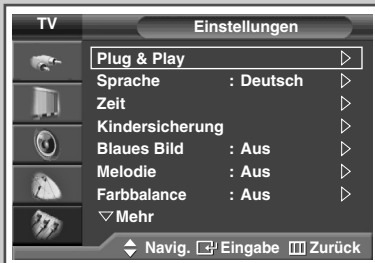 TV Einstellungen
Plug & Play
Sprache : Deutsch
Zeit
Kindersicherung
Blaues Bild : Aus
Melodie : Aus
Farbbalance : Aus
Mehr
Navig. Eingabe Zurück